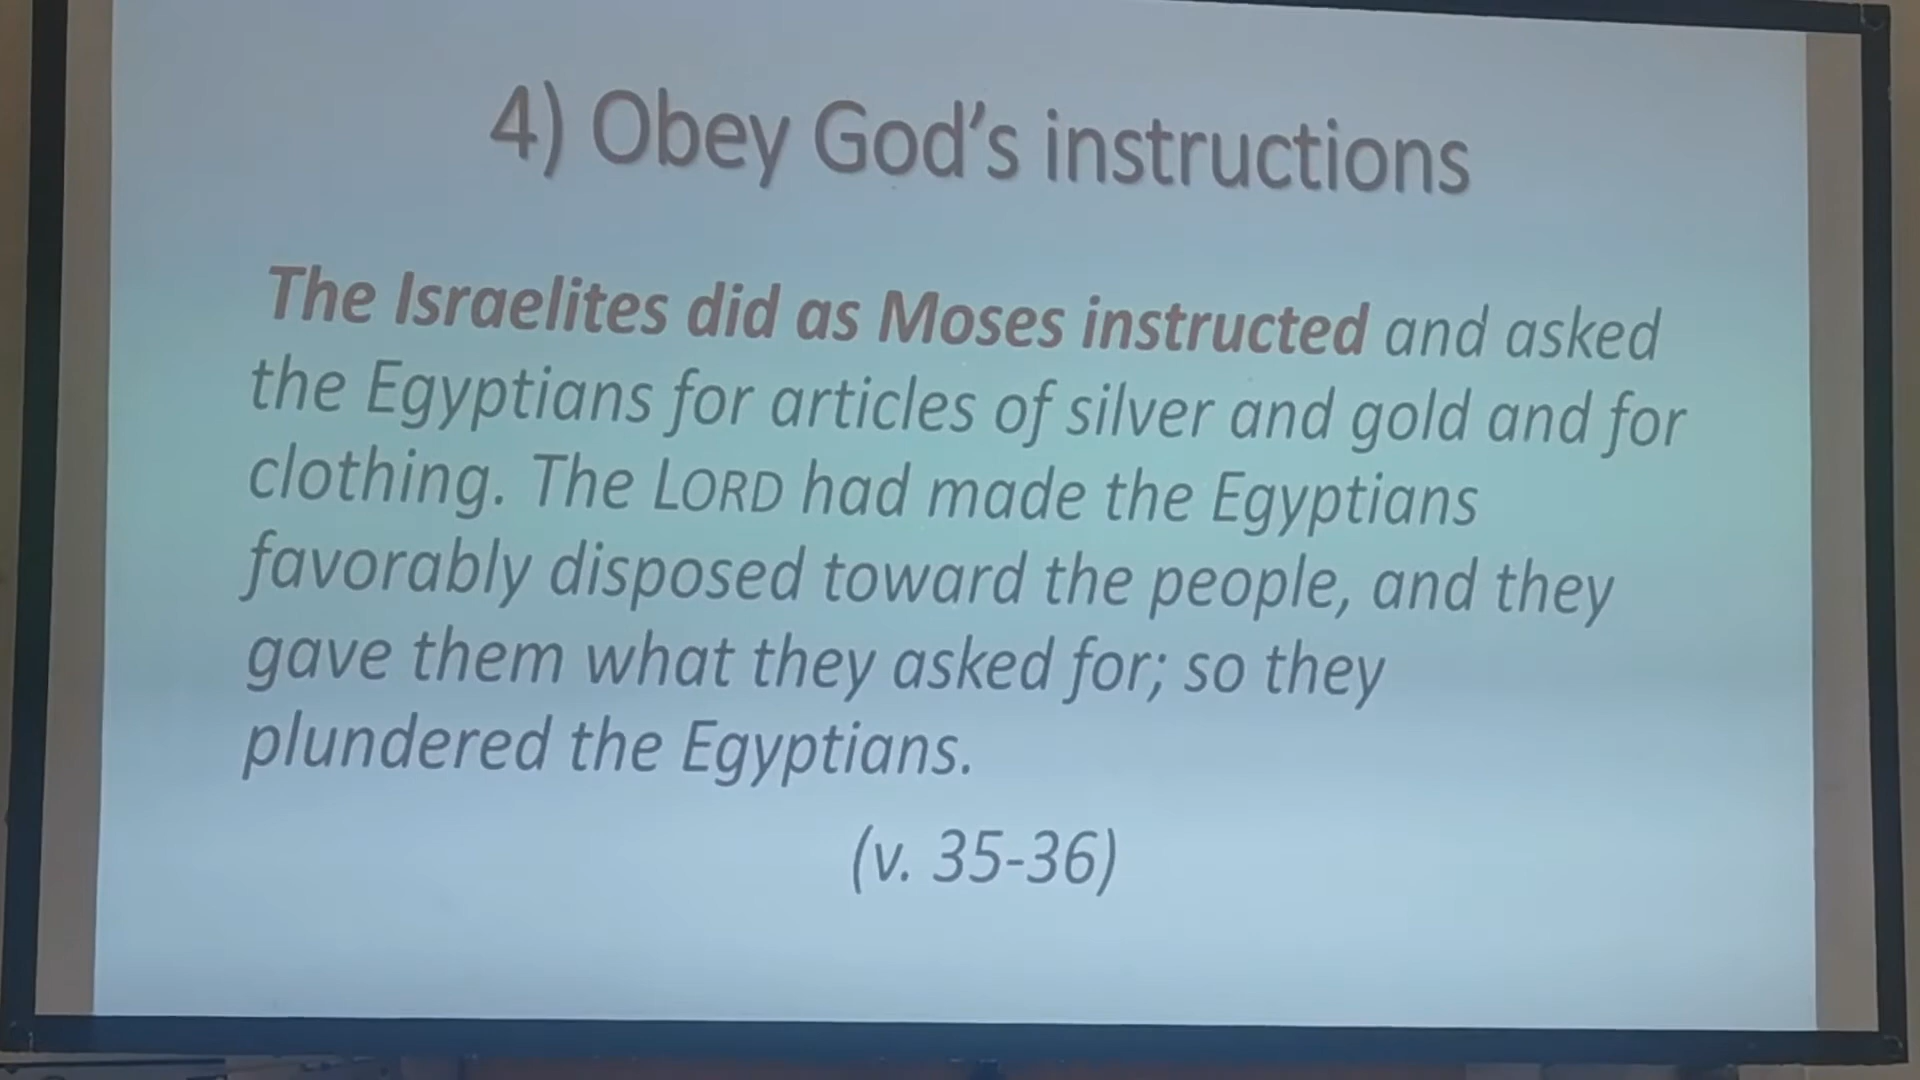 4) Obey God's instructions
The Israelites did as Moses instructed and asked
the Egyptians for articles of silver and gold and for
clothing. The LORD had made the Egyptians
favorably disposed toward the people, and they
gave them what they asked for; so they
plundered the Egyptians.
(v. 35-36)